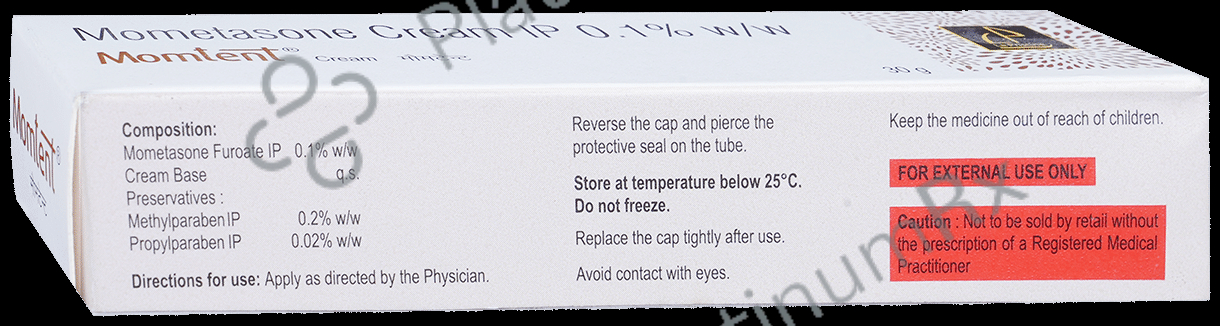 Mometasone Cream IP 0.1% w/w
Momtent® Cream मोमटेन्ट
30 g
Momtent®
मोमटेन्ट
Composition:
Mometasone Furoate IP 0.1% w/w
Cream Base q.s.
Preservatives :
Methylparaben IP 0.2% w/w
Propylparaben IP 0.02% w/w
Directions for use: Apply as directed by the Physician.
Reverse the cap and pierce the
protective seal on the tube.
Store at temperature below 25°C.
Do not freeze.
Replace the cap tightly after use.
Avoid contact with eyes.
Keep the medicine out of reach of children.
FOR EXTERNAL USE ONLY
Caution : Not to be sold by retail without
the prescription of a Registered Medical
Practitioner
PlatinumRx